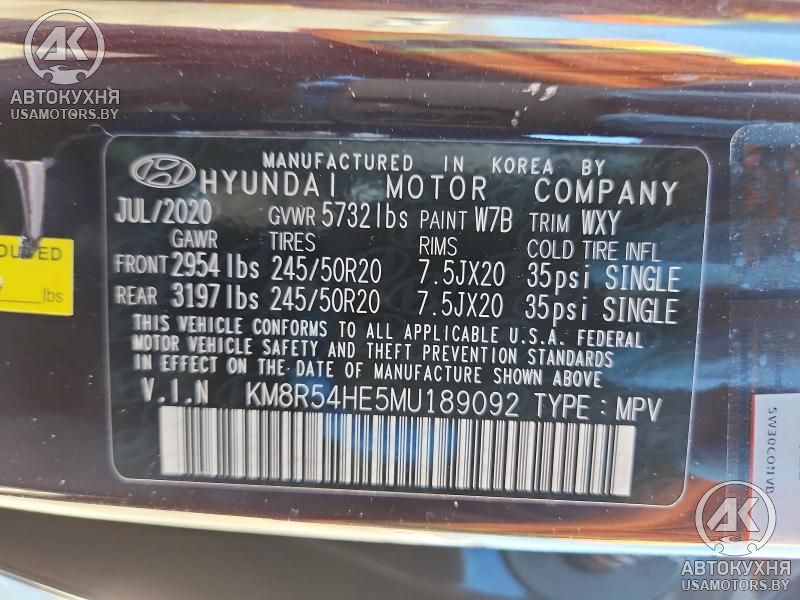 AK
АВТОКУХНЯ
USAMOTORS.BY
MANUFACTURED IN KOREA BY
HYUNDAI MOTOR COMPANY
JUL/2020 GVWR 5732lbs PAINT W7B TRIM WXY
GAWR TIRES RIMS COLD TIRE INFL
FRONT 2954lbs 245/50R20 7.5JX20 35psi SINGLE
REAR 3197lbs 245/50R20 7.5JX20 35psi SINGLE
THIS VEHICLE CONFORMS TO ALL APPLICABLE U.S.A. FEDERAL
MOTOR VEHICLE SAFETY AND THEFT PREVENTION STANDARDS
IN EFFECT ON THE DATE OF MANUFACTURE SHOWN ABOVE
V.I.N KM8R54HE5MU189092 TYPE : MPV
lbs
AK
АВТОКУХНЯ
USAMOTORS.BY